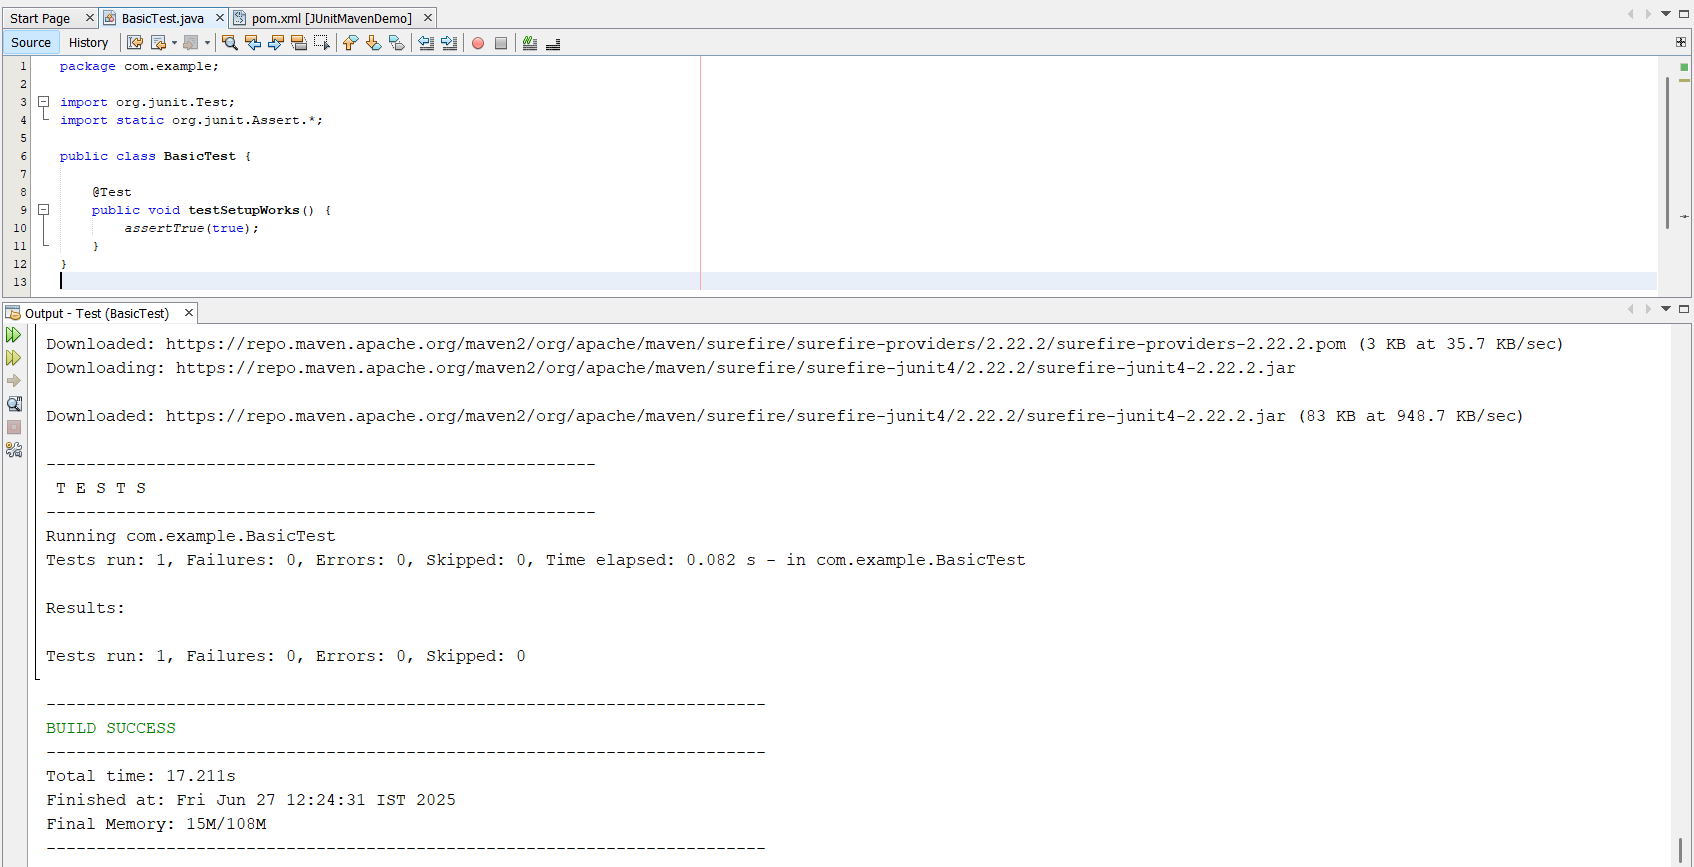 Start Page BasicTest.java pom.xml [JUnitMavenDemo]
Source History
1 package com.example;
2
3 import org.junit.Test;
4 import static org.junit.Assert.*;
5
6 public class BasicTest {
7
8 @Test
9 public void testSetupWorks() {
10 assertTrue(true);
11 }
12 }
13
Output - Test (BasicTest)
Downloaded: https://repo.maven.apache.org/maven2/org/apache/maven/surefire/surefire-providers/2.22.2/surefire-providers-2.22.2.pom (3 KB at 35.7 KB/sec)
Downloading: https://repo.maven.apache.org/maven2/org/apache/maven/surefire/surefire-junit4/2.22.2/surefire-junit4-2.22.2.jar
Downloaded: https://repo.maven.apache.org/maven2/org/apache/maven/surefire/surefire-junit4/2.22.2/surefire-junit4-2.22.2.jar (83 KB at 948.7 KB/sec)
-------------------------------------------------------
T E S T S
-------------------------------------------------------
Running com.example.BasicTest
Tests run: 1, Failures: 0, Errors: 0, Skipped: 0, Time elapsed: 0.082 s - in com.example.BasicTest
Results:
Tests run: 1, Failures: 0, Errors: 0, Skipped: 0
------------------------------------------------------------------------
BUILD SUCCESS
------------------------------------------------------------------------
Total time: 17.211s
Finished at: Fri Jun 27 12:24:31 IST 2025
Final Memory: 15M/108M
------------------------------------------------------------------------